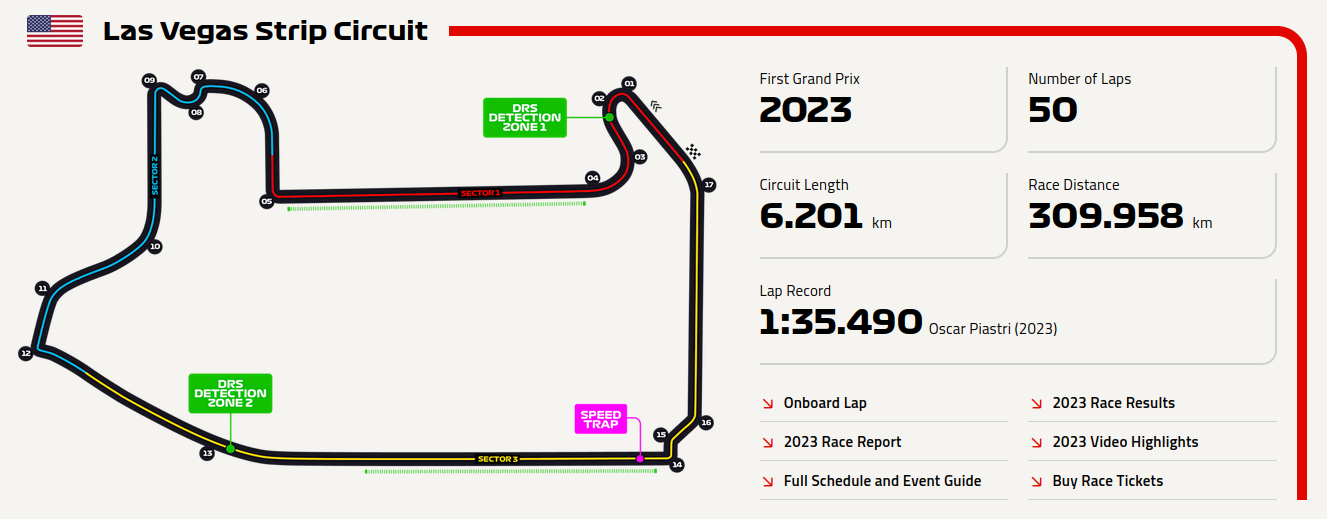 Las Vegas Strip Circuit
09
07
06
08
01
02
DRS
DETECTION
ZONE 1
03
04
17
SECTOR 2
SECTOR 1
05
10
11
12
DRS
DETECTION
ZONE 2
SPEED
TRAP
16
15
13
SECTOR 3
14
First Grand Prix
2023
Number of Laps
50
Circuit Length
6.201 km
Race Distance
309.958 km
Lap Record
1:35.490 Oscar Piastri (2023)
Onboard Lap
2023 Race Results
2023 Race Report
2023 Video Highlights
Full Schedule and Event Guide
Buy Race Tickets